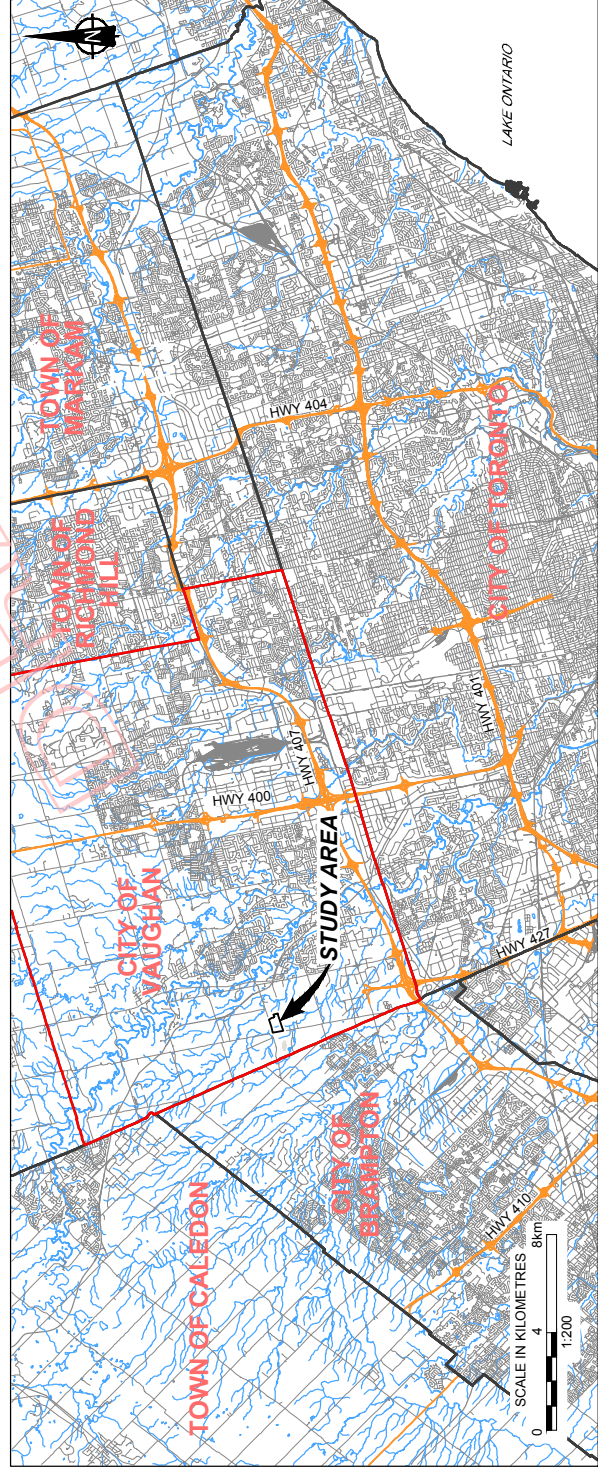 N
LAKE ONTARIO
TOWN OF
MARKAM
HWY 404
TOWN OF
RICHMOND
HILL
CITY OF TORONTO
HWY 401
HWY 407
HWY 400
CITY OF
VAUGHAN
STUDY AREA
HWY 427
CITY OF
BRAMPTON
TOWN OF CALEDON
HWY 410
SCALE IN KILOMETRES
0 4 8km
1:200